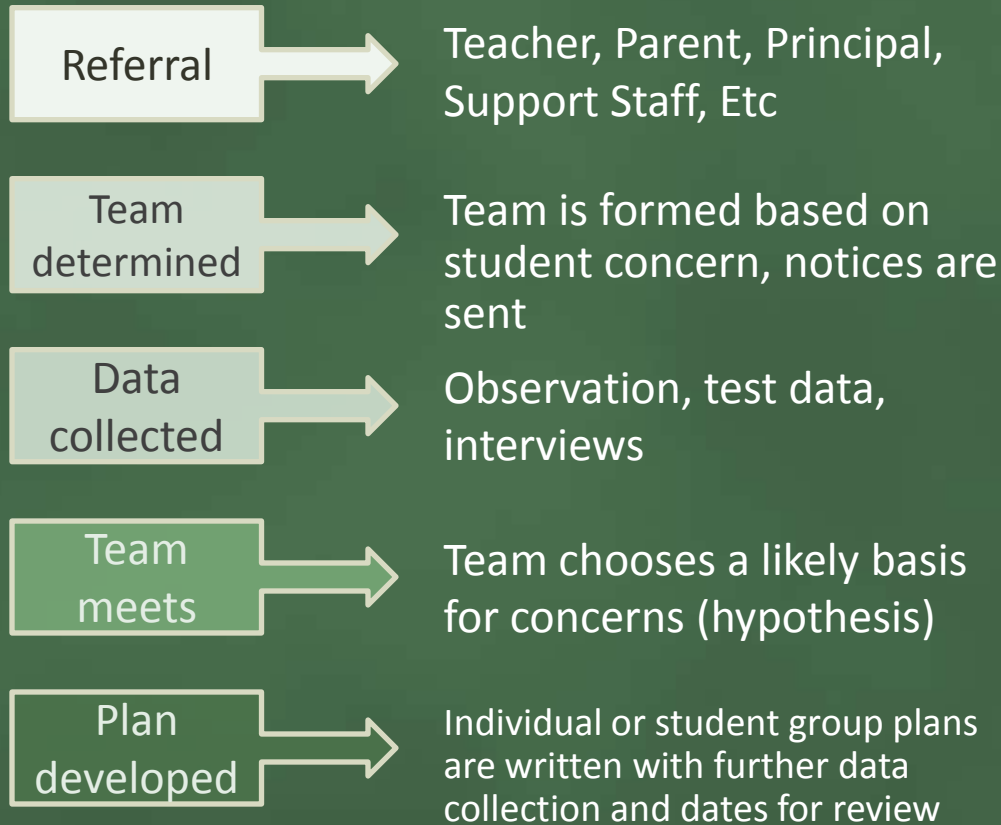 Referral
Teacher, Parent, Principal,
Support Staff, Etc
Team
determined
Team is formed based on
student concern, notices are
sent
Data
collected
Observation, test data,
interviews
Team
meets
Team chooses a likely basis
for concerns (hypothesis)
Plan
developed
Individual or student group plans
are written with further data
collection and dates for review